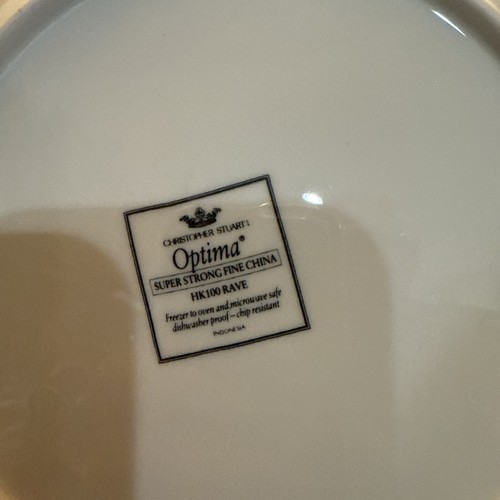 CHRISTOPHER STUART
Optima®
SUPER STRONG FINE CHINA
HK100 RAVE
Freezer to oven and microwave safe
dishwasher proof – chip resistant
INDONESIA